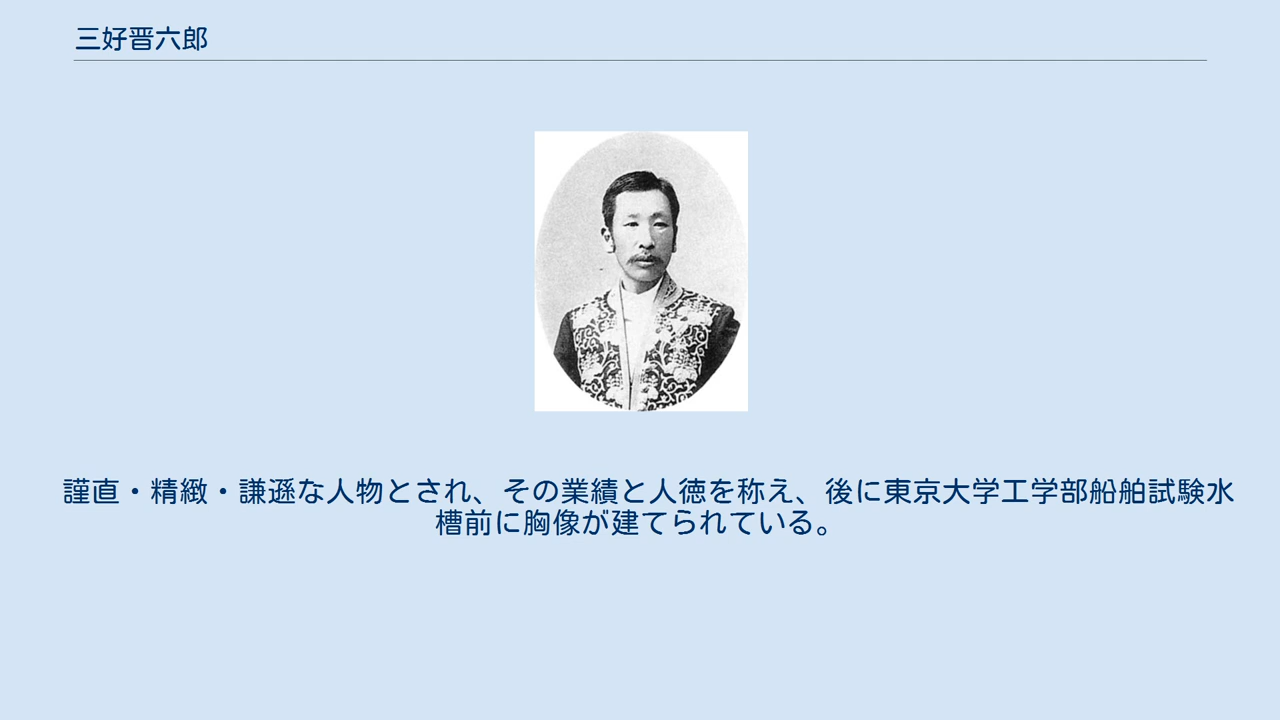 三好晋六郎
謹直・精緻・謙遜な人物とされ、その業績と人徳を称え、後に東京大学工学部船舶試験水
槽前に胸像が建てられている。